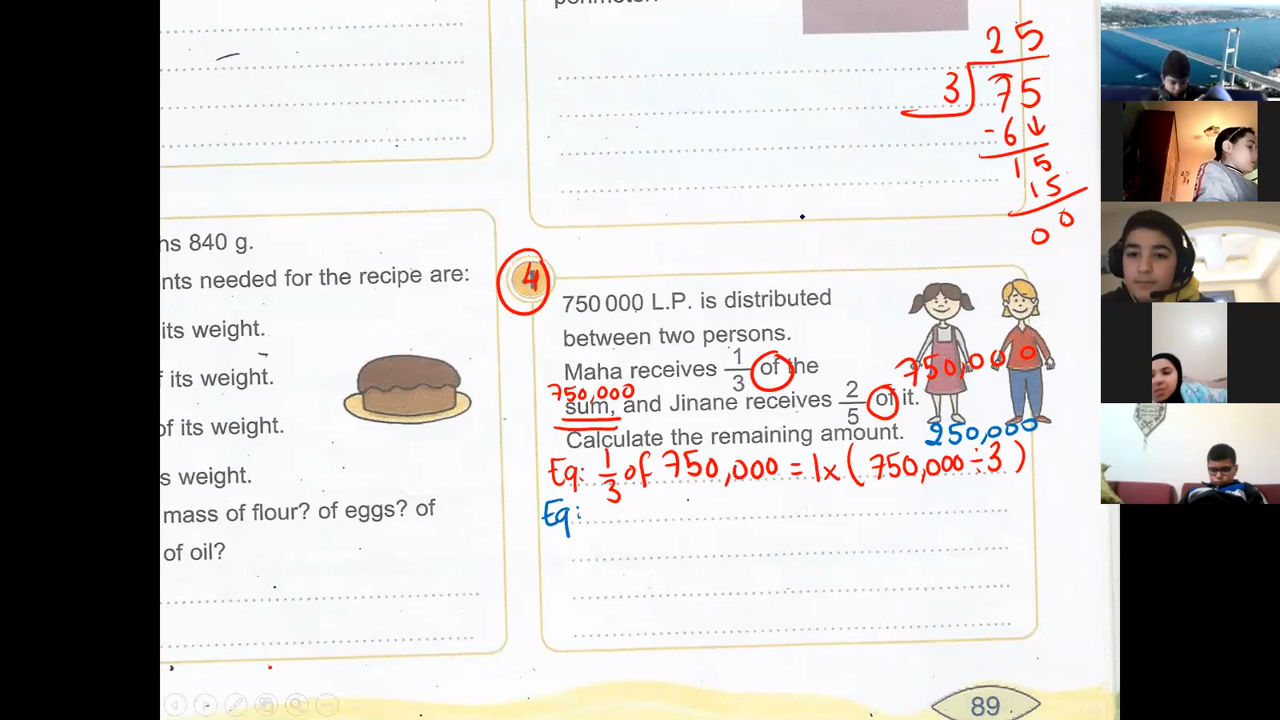 ns 840 g.
nts needed for the recipe are:
its weight.
its weight.
of its weight.
s weight.
mass of flour? of eggs? of
of oil?
25
3 75
-6
15
15
00
0
4
750 000 L.P. is distributed
between two persons.
Maha receives 1/3 of the
750,000
750,000
sum, and Jinane receives 2/5 of it.
Calculate the remaining amount.
250,000
Eq: 1/3 of 750,000 = 1x ( 750,000 ÷ 3 )
Eq:
89